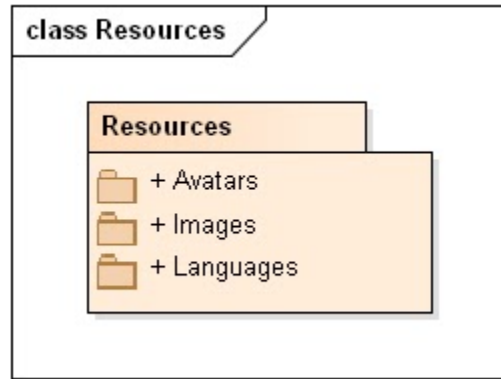 class Resources
Resources
+ Avatars
+ Images
+ Languages